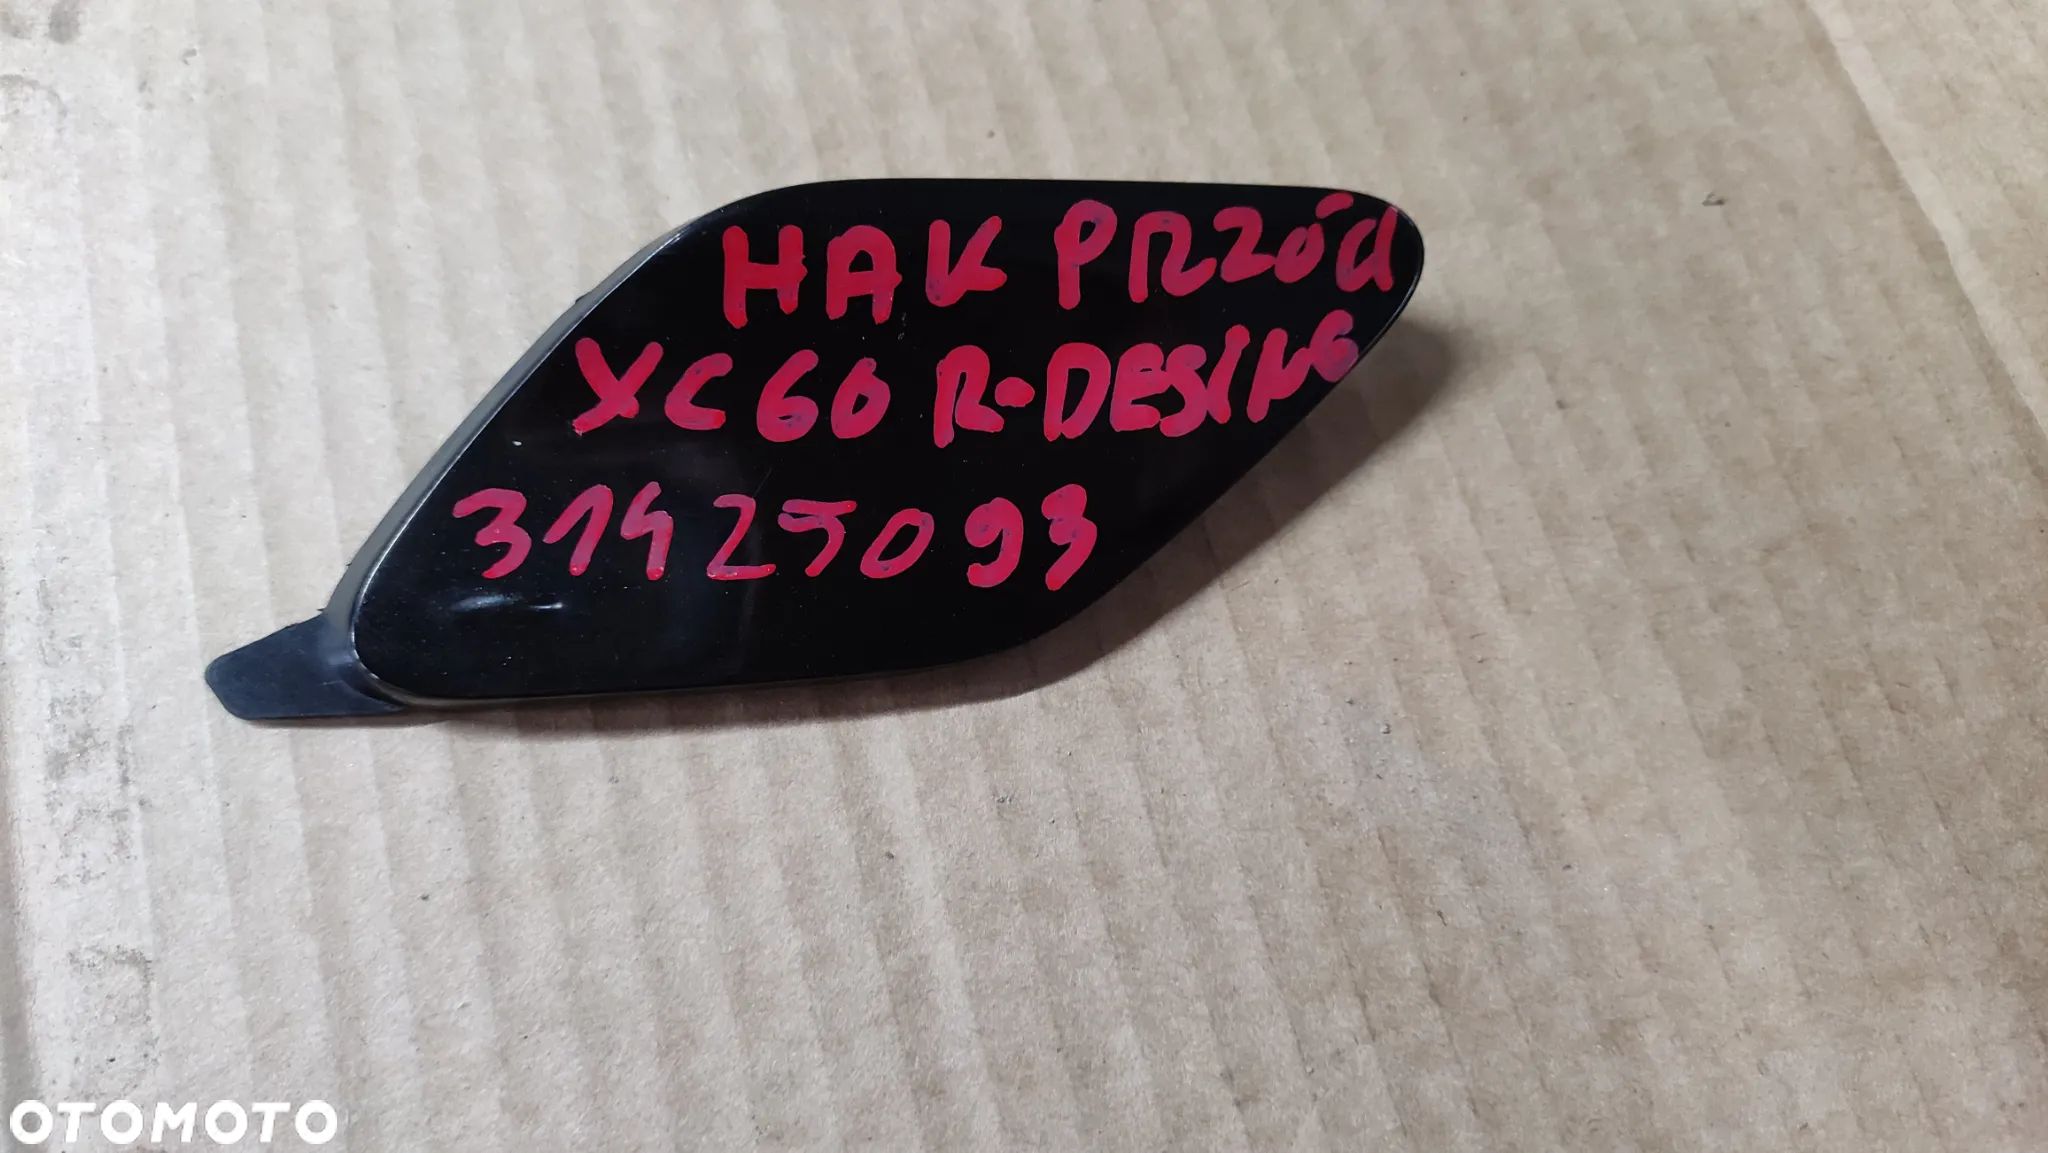 HAK PRZÓd
XC60 R-DESING
31425093
OTOMOTO